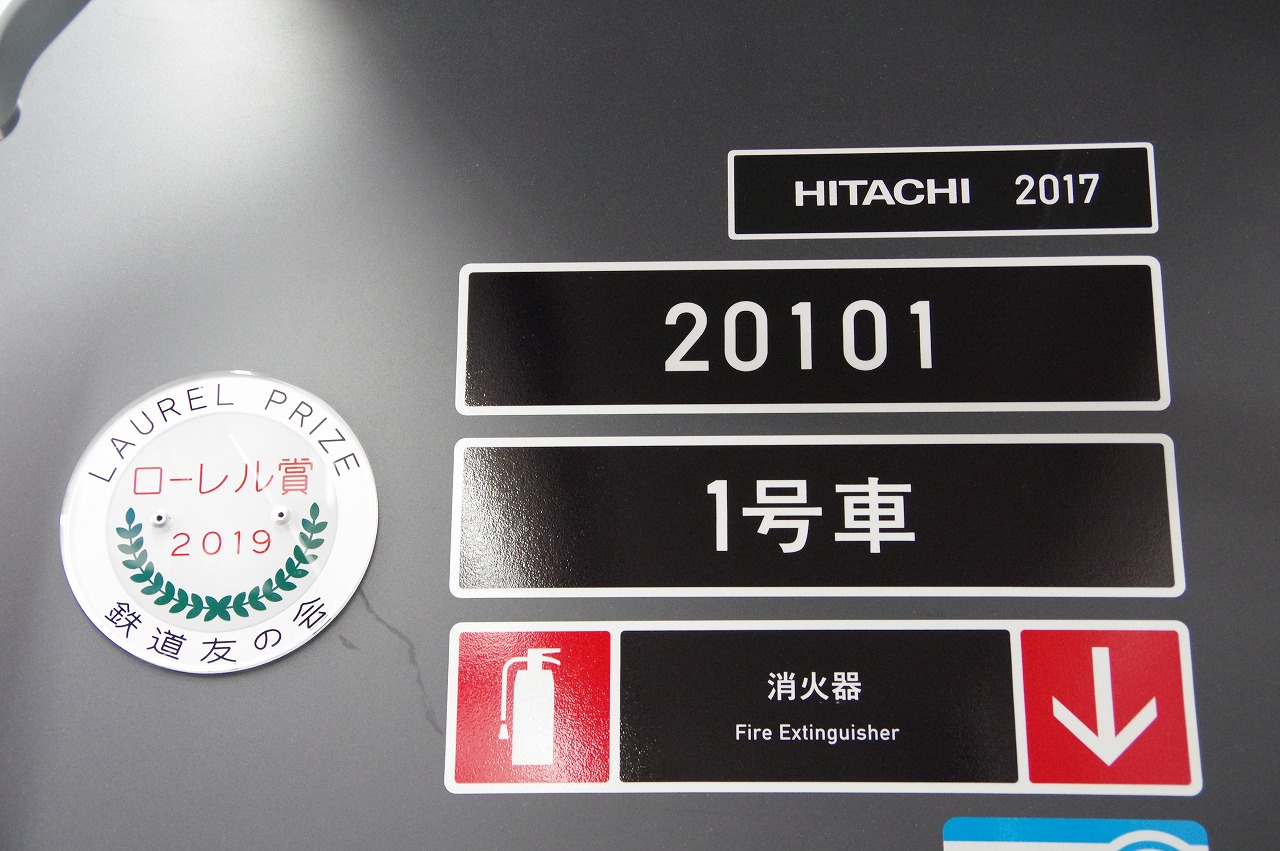 HITACHI 2017
20101
1号車
消火器
Fire Extinguisher
LAUREL PRIZE
ローレル賞
2019
鉄道友の会